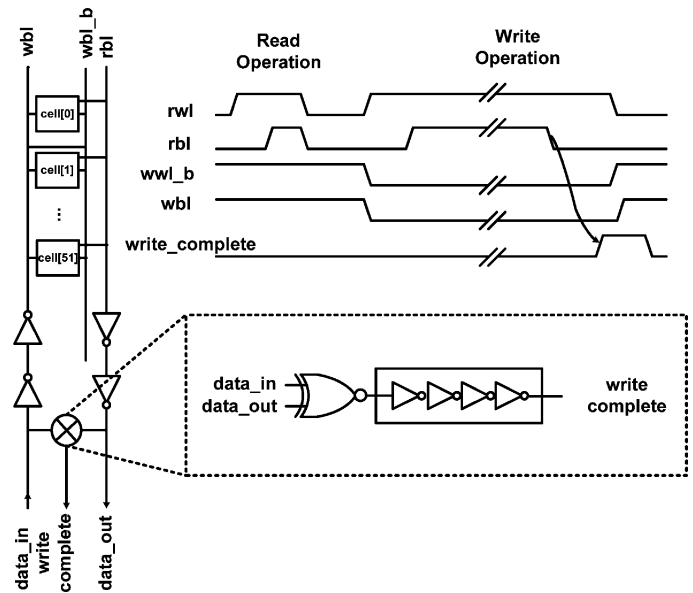 wbl
wbl_b
rbl
cell[0]
cell[1]
...
cell[51]
data_in
write
complete
data_out
Read
Operation
Write
Operation
rwl
rbl
wwl_b
wbl
write_complete
data_in
data_out
write
complete